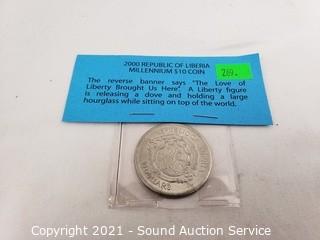 2000 REPUBLIC OF LIBERIA
MILLENNIUM $10 COIN
289.
The reverse banner says "The Love of
Liberty Brought Us Here". A Liberty figure
is releasing a dove and holding a large
hourglass while sitting on top of the world.
Copyright 2021 - Sound Auction Service